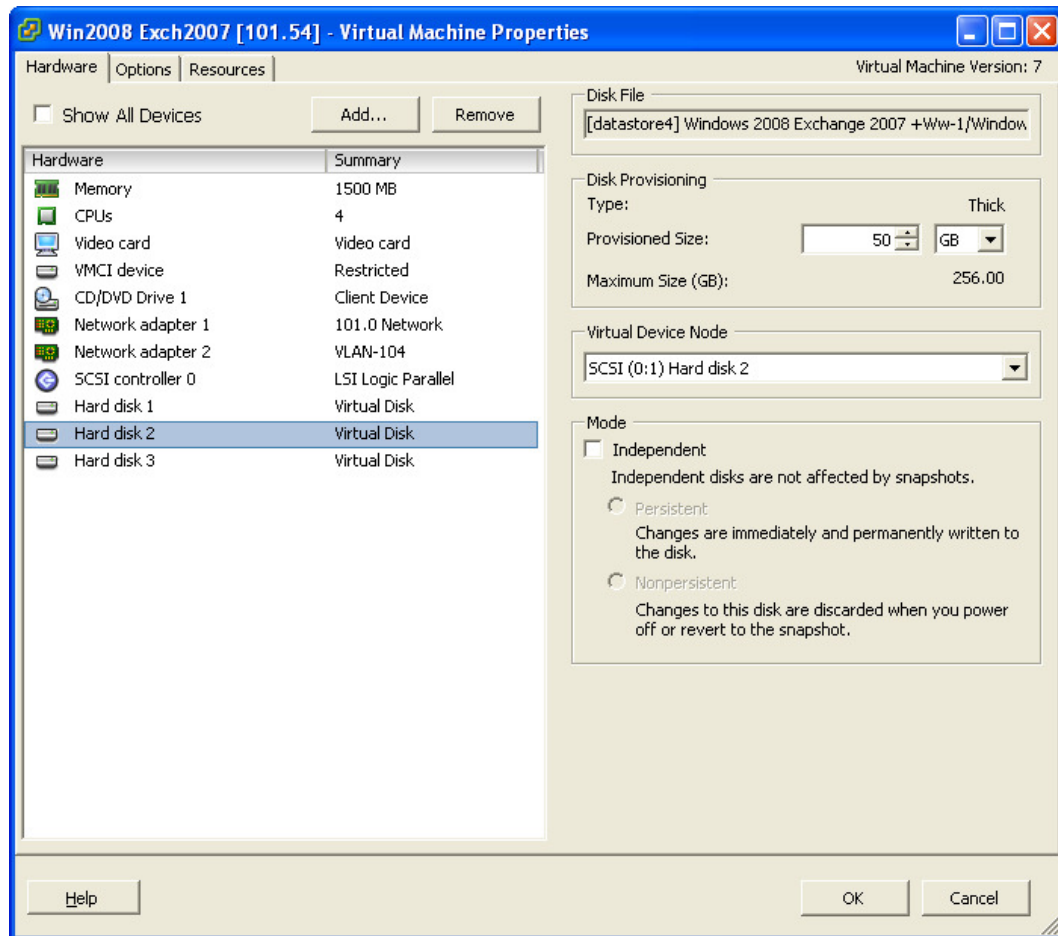 Win2008 Exch2007 [101.54] - Virtual Machine Properties
Hardware Options Resources Virtual Machine Version: 7
Show All Devices Add... Remove
Hardware Summary
Memory 1500 MB
CPUs 4
Video card Video card
VMCI device Restricted
CD/DVD Drive 1 Client Device
Network adapter 1 101.0 Network
Network adapter 2 VLAN-104
SCSI controller 0 LSI Logic Parallel
Hard disk 1 Virtual Disk
Hard disk 2 Virtual Disk
Hard disk 3 Virtual Disk
Disk File
[datastore4] Windows 2008 Exchange 2007 +Ww-1/Window
Disk Provisioning
Type: Thick
Provisioned Size: 50 GB
Maximum Size (GB): 256.00
Virtual Device Node
SCSI (0:1) Hard disk 2
Mode
Independent
Independent disks are not affected by snapshots.
Persistent
Changes are immediately and permanently written to
the disk.
Nonpersistent
Changes to this disk are discarded when you power
off or revert to the snapshot.
Help OK Cancel